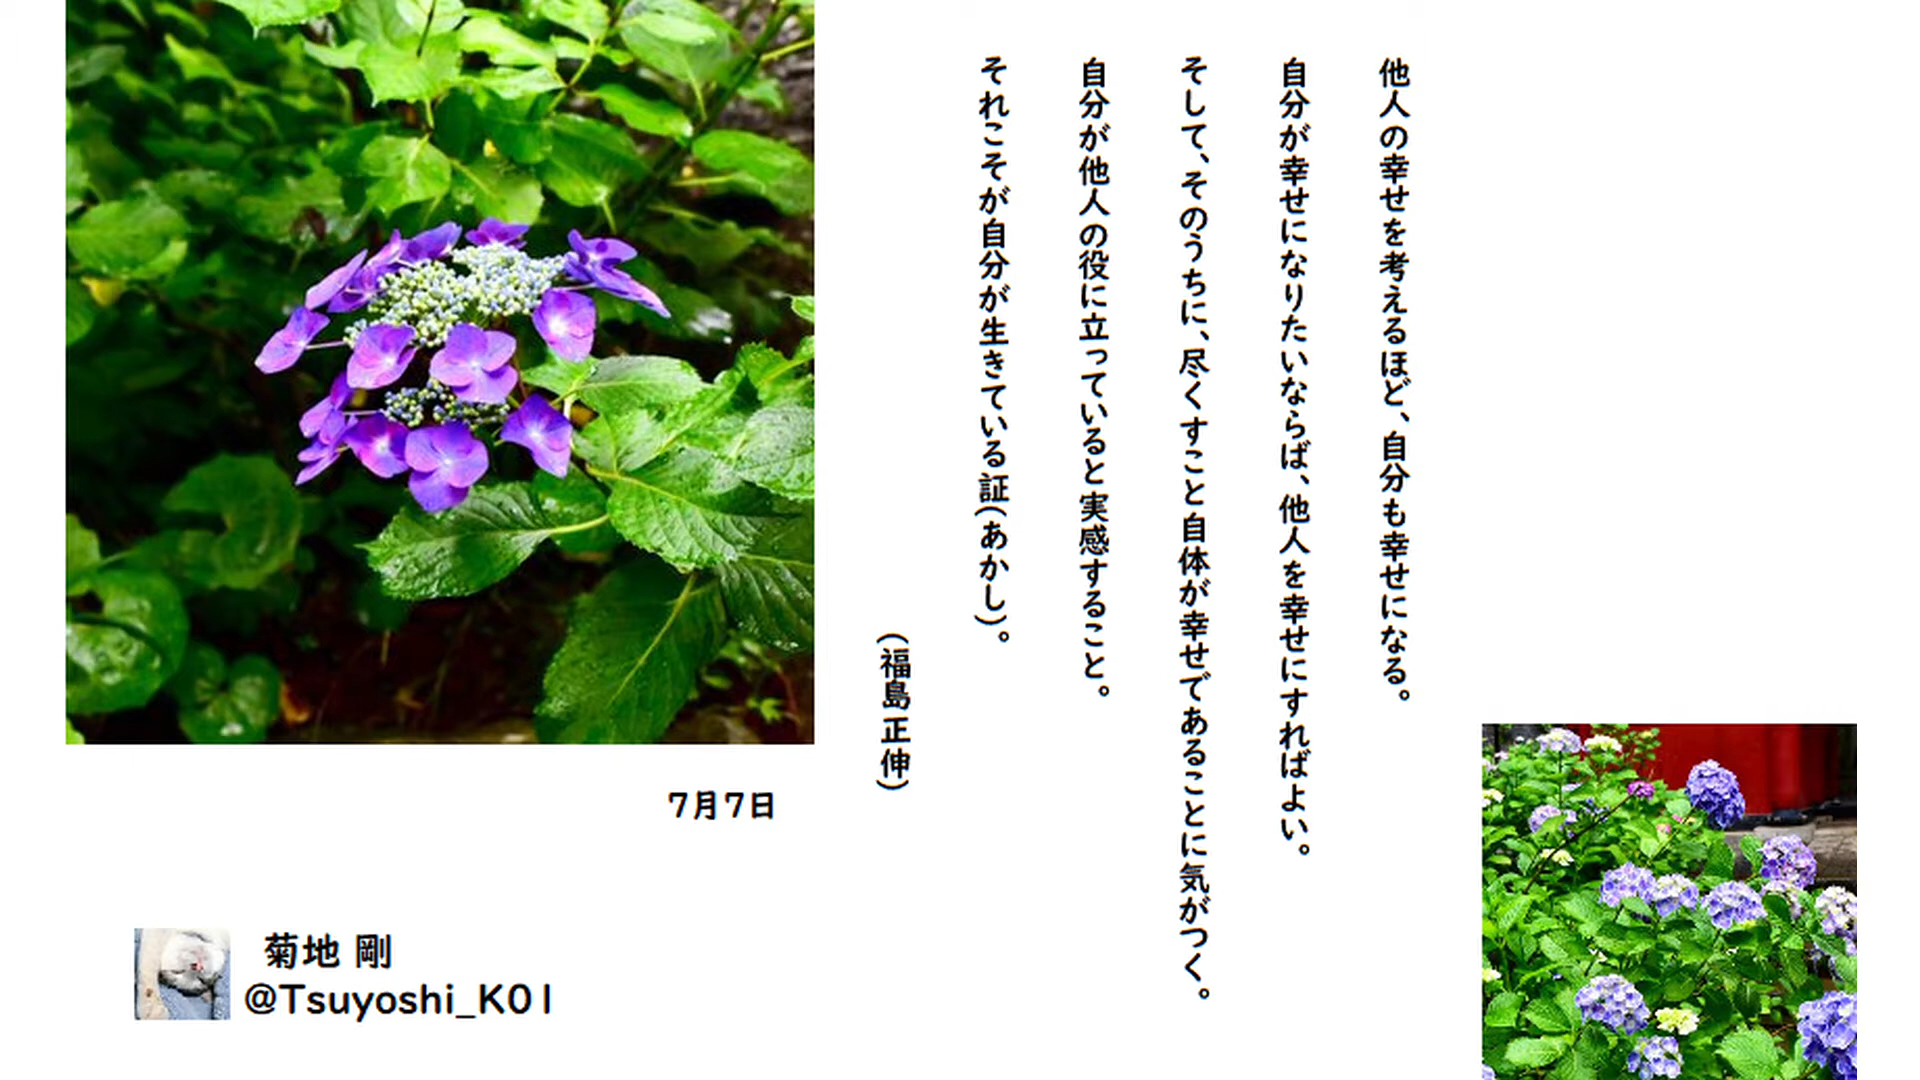 他人の幸せを考えるほど、自分も幸せになる。
自分が幸せになりたいならば、他人を幸せにすればよい。
そして、そのうちに、尽くすこと自体が幸せであることに気がつく。
自分が他人の役に立っていると実感すること。
それこそが自分が生きている証(あかし)。
(福島正伸)
7月7日
菊地 剛
@Tsuyoshi_K01